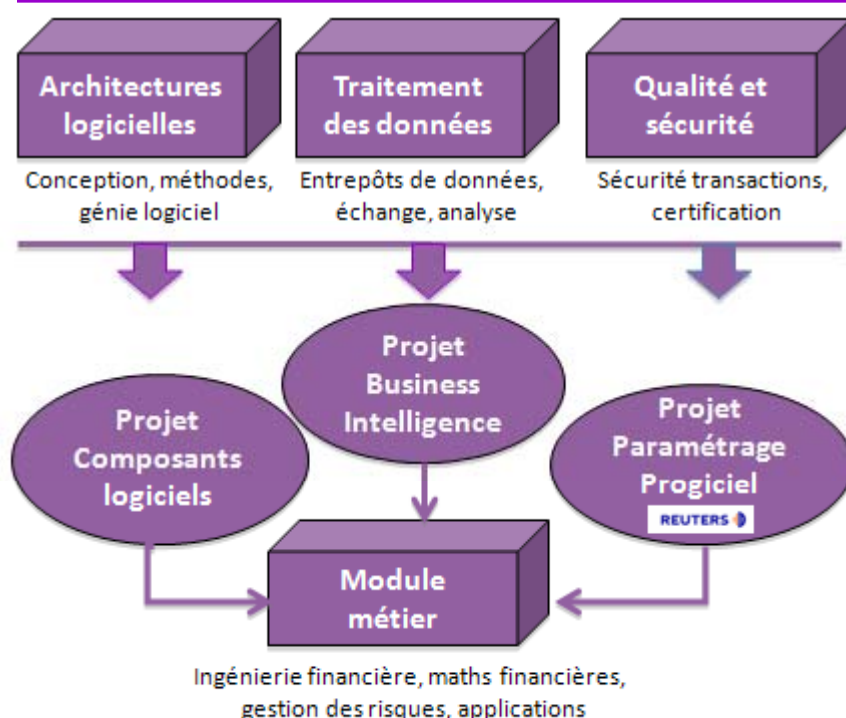 Architectures
logicielles
Traitement
des données
Qualité et
sécurité
Conception, méthodes,
génie logiciel
Entrepôts de données,
échange, analyse
Sécurité transactions,
certification
Projet
Composants
logiciels
Projet
Business
Intelligence
Projet
Paramétrage
Progiciel
REUTERS
Module
métier
Ingénierie financière, maths financières,
gestion des risques, applications